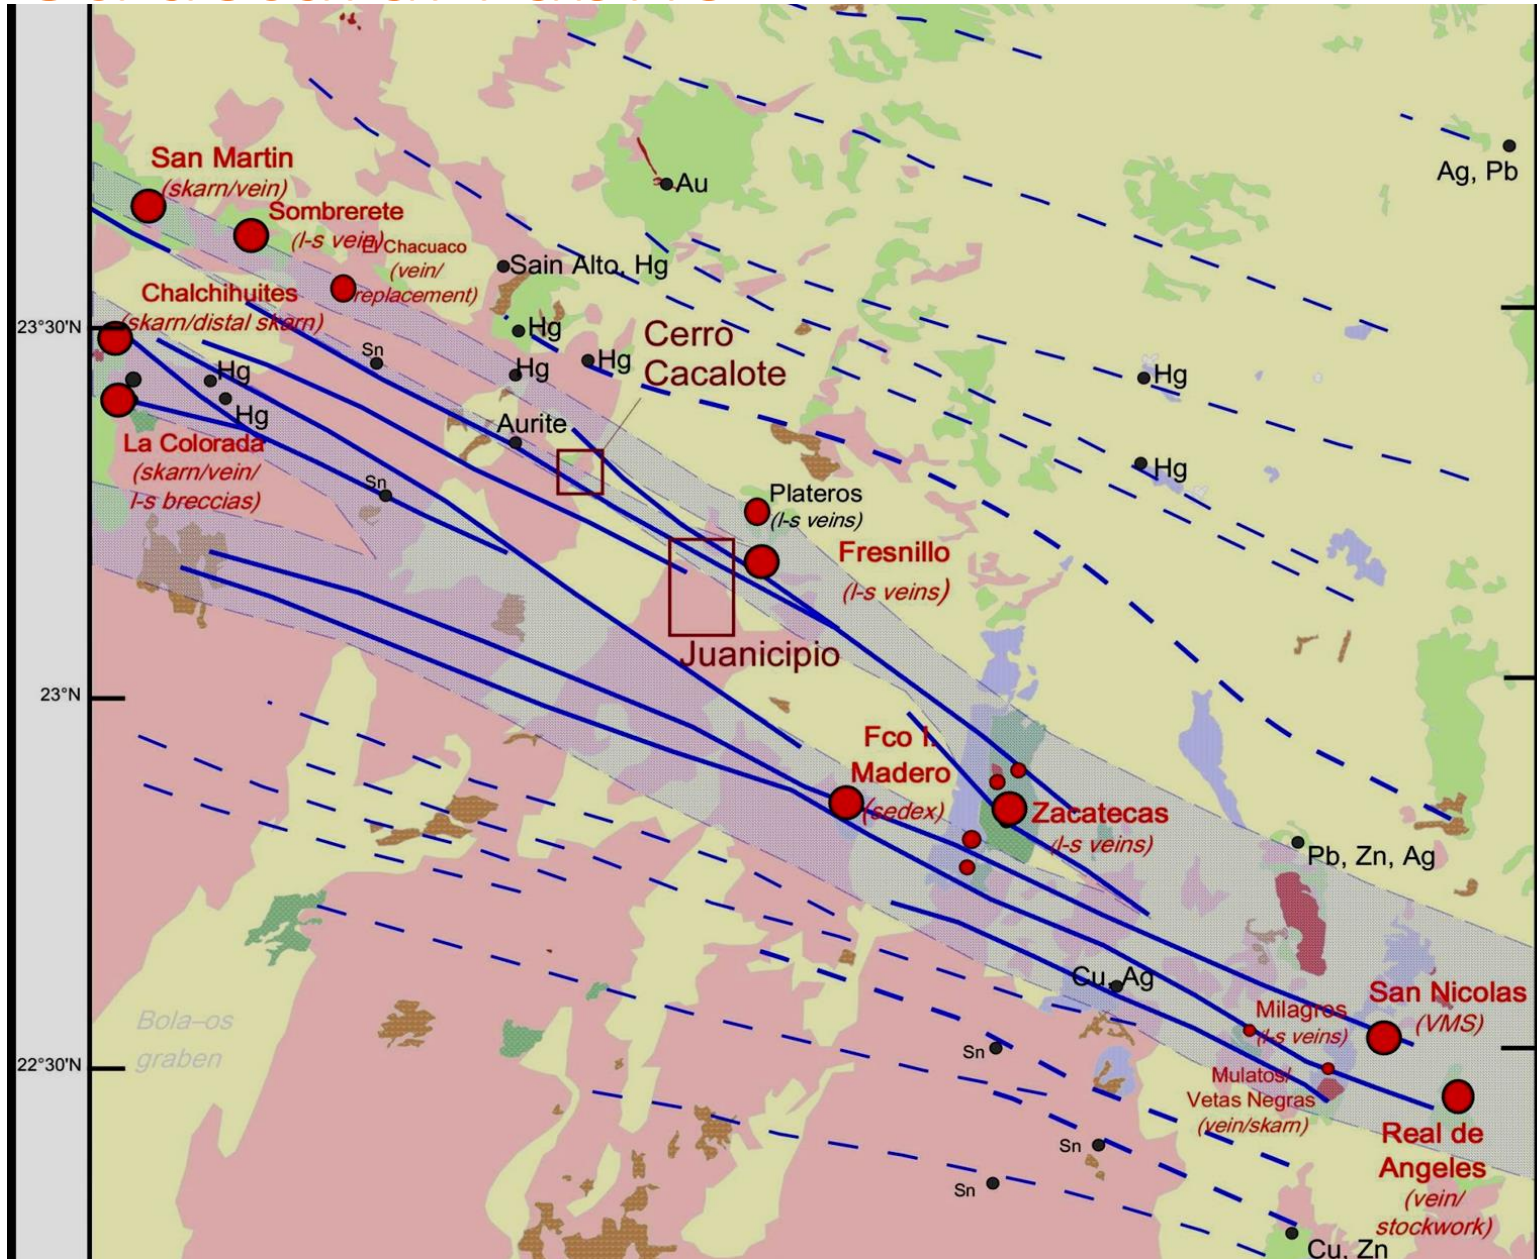 San Martin
(skarn/vein)
Sombrerete
(l-s vein)
El Chacuaco
(vein/
replacement)
Chalchihuites
(skarn/distal skarn)
23°30'N
Au
Ag, Pb
Sain Alto, Hg
Hg
Hg
Hg
Cerro
Cacalote
Sn
Hg
Hg
Aurite
Hg
Hg
La Colorada
(skarn/vein/
l-s breccias)
Sn
Plateros
(l-s veins)
Fresnillo
(l-s veins)
Juanicipio
23°N
Fco I.
Madero
(sedex)
Zacatecas
(l-s veins)
Pb, Zn, Ag
Cu, Ag
San Nicolas
(VMS)
Milagros
(l-s veins)
Bola–os
graben
22°30'N
Sn
Mulatos/
Vetas Negras
(vein/skarn)
Real de
Angeles
(vein/
stockwork)
Sn
Sn
Cu, Zn